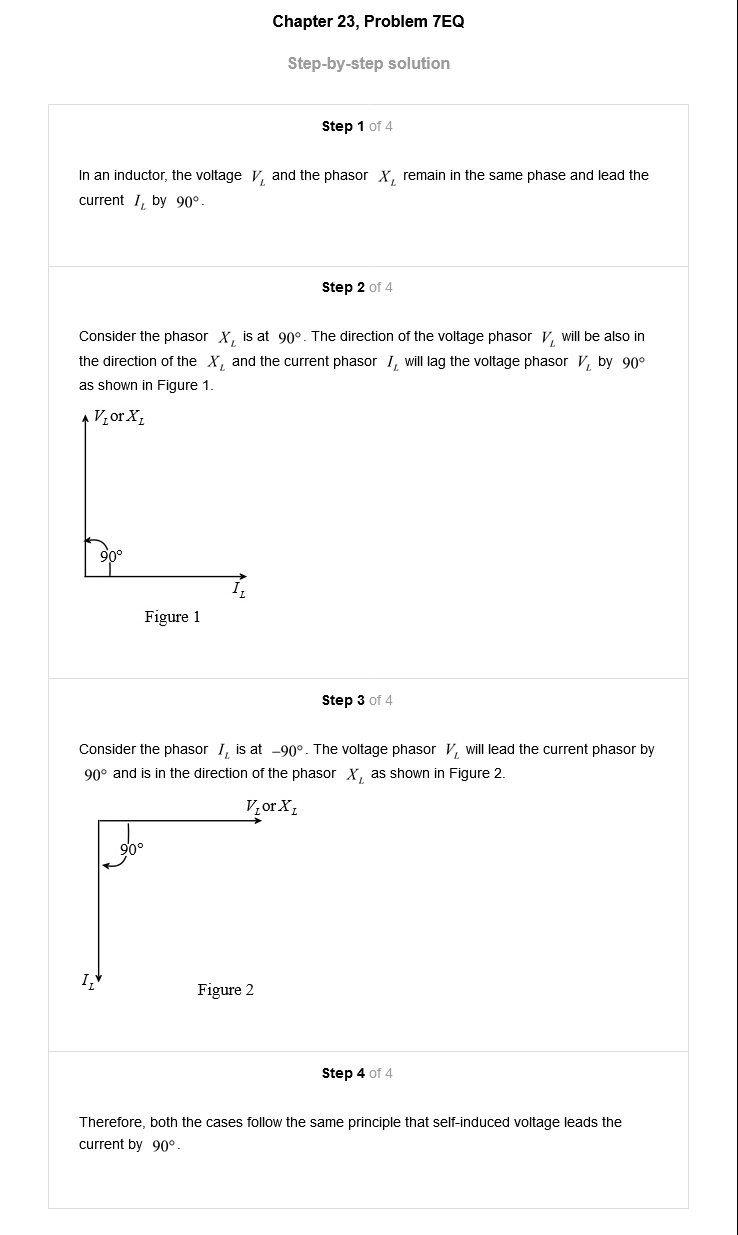 Chapter 23, Problem 7EQ
Step-by-step solution
Step 1 of 4
In an inductor, the voltage V_L and the phasor X_L remain in the same phase and lead the
current I_L by 90°.
Step 2 of 4
Consider the phasor X_L is at 90°. The direction of the voltage phasor V_L will be also in
the direction of the X_L and the current phasor I_L will lag the voltage phasor V_L by 90°
as shown in Figure 1.
V_L or X_L
90°
I_L
Figure 1
Step 3 of 4
Consider the phasor I_L is at –90°. The voltage phasor V_L will lead the current phasor by
90° and is in the direction of the phasor X_L as shown in Figure 2.
V_L or X_L
90°
I_L
Figure 2
Step 4 of 4
Therefore, both the cases follow the same principle that self-induced voltage leads the
current by 90°.